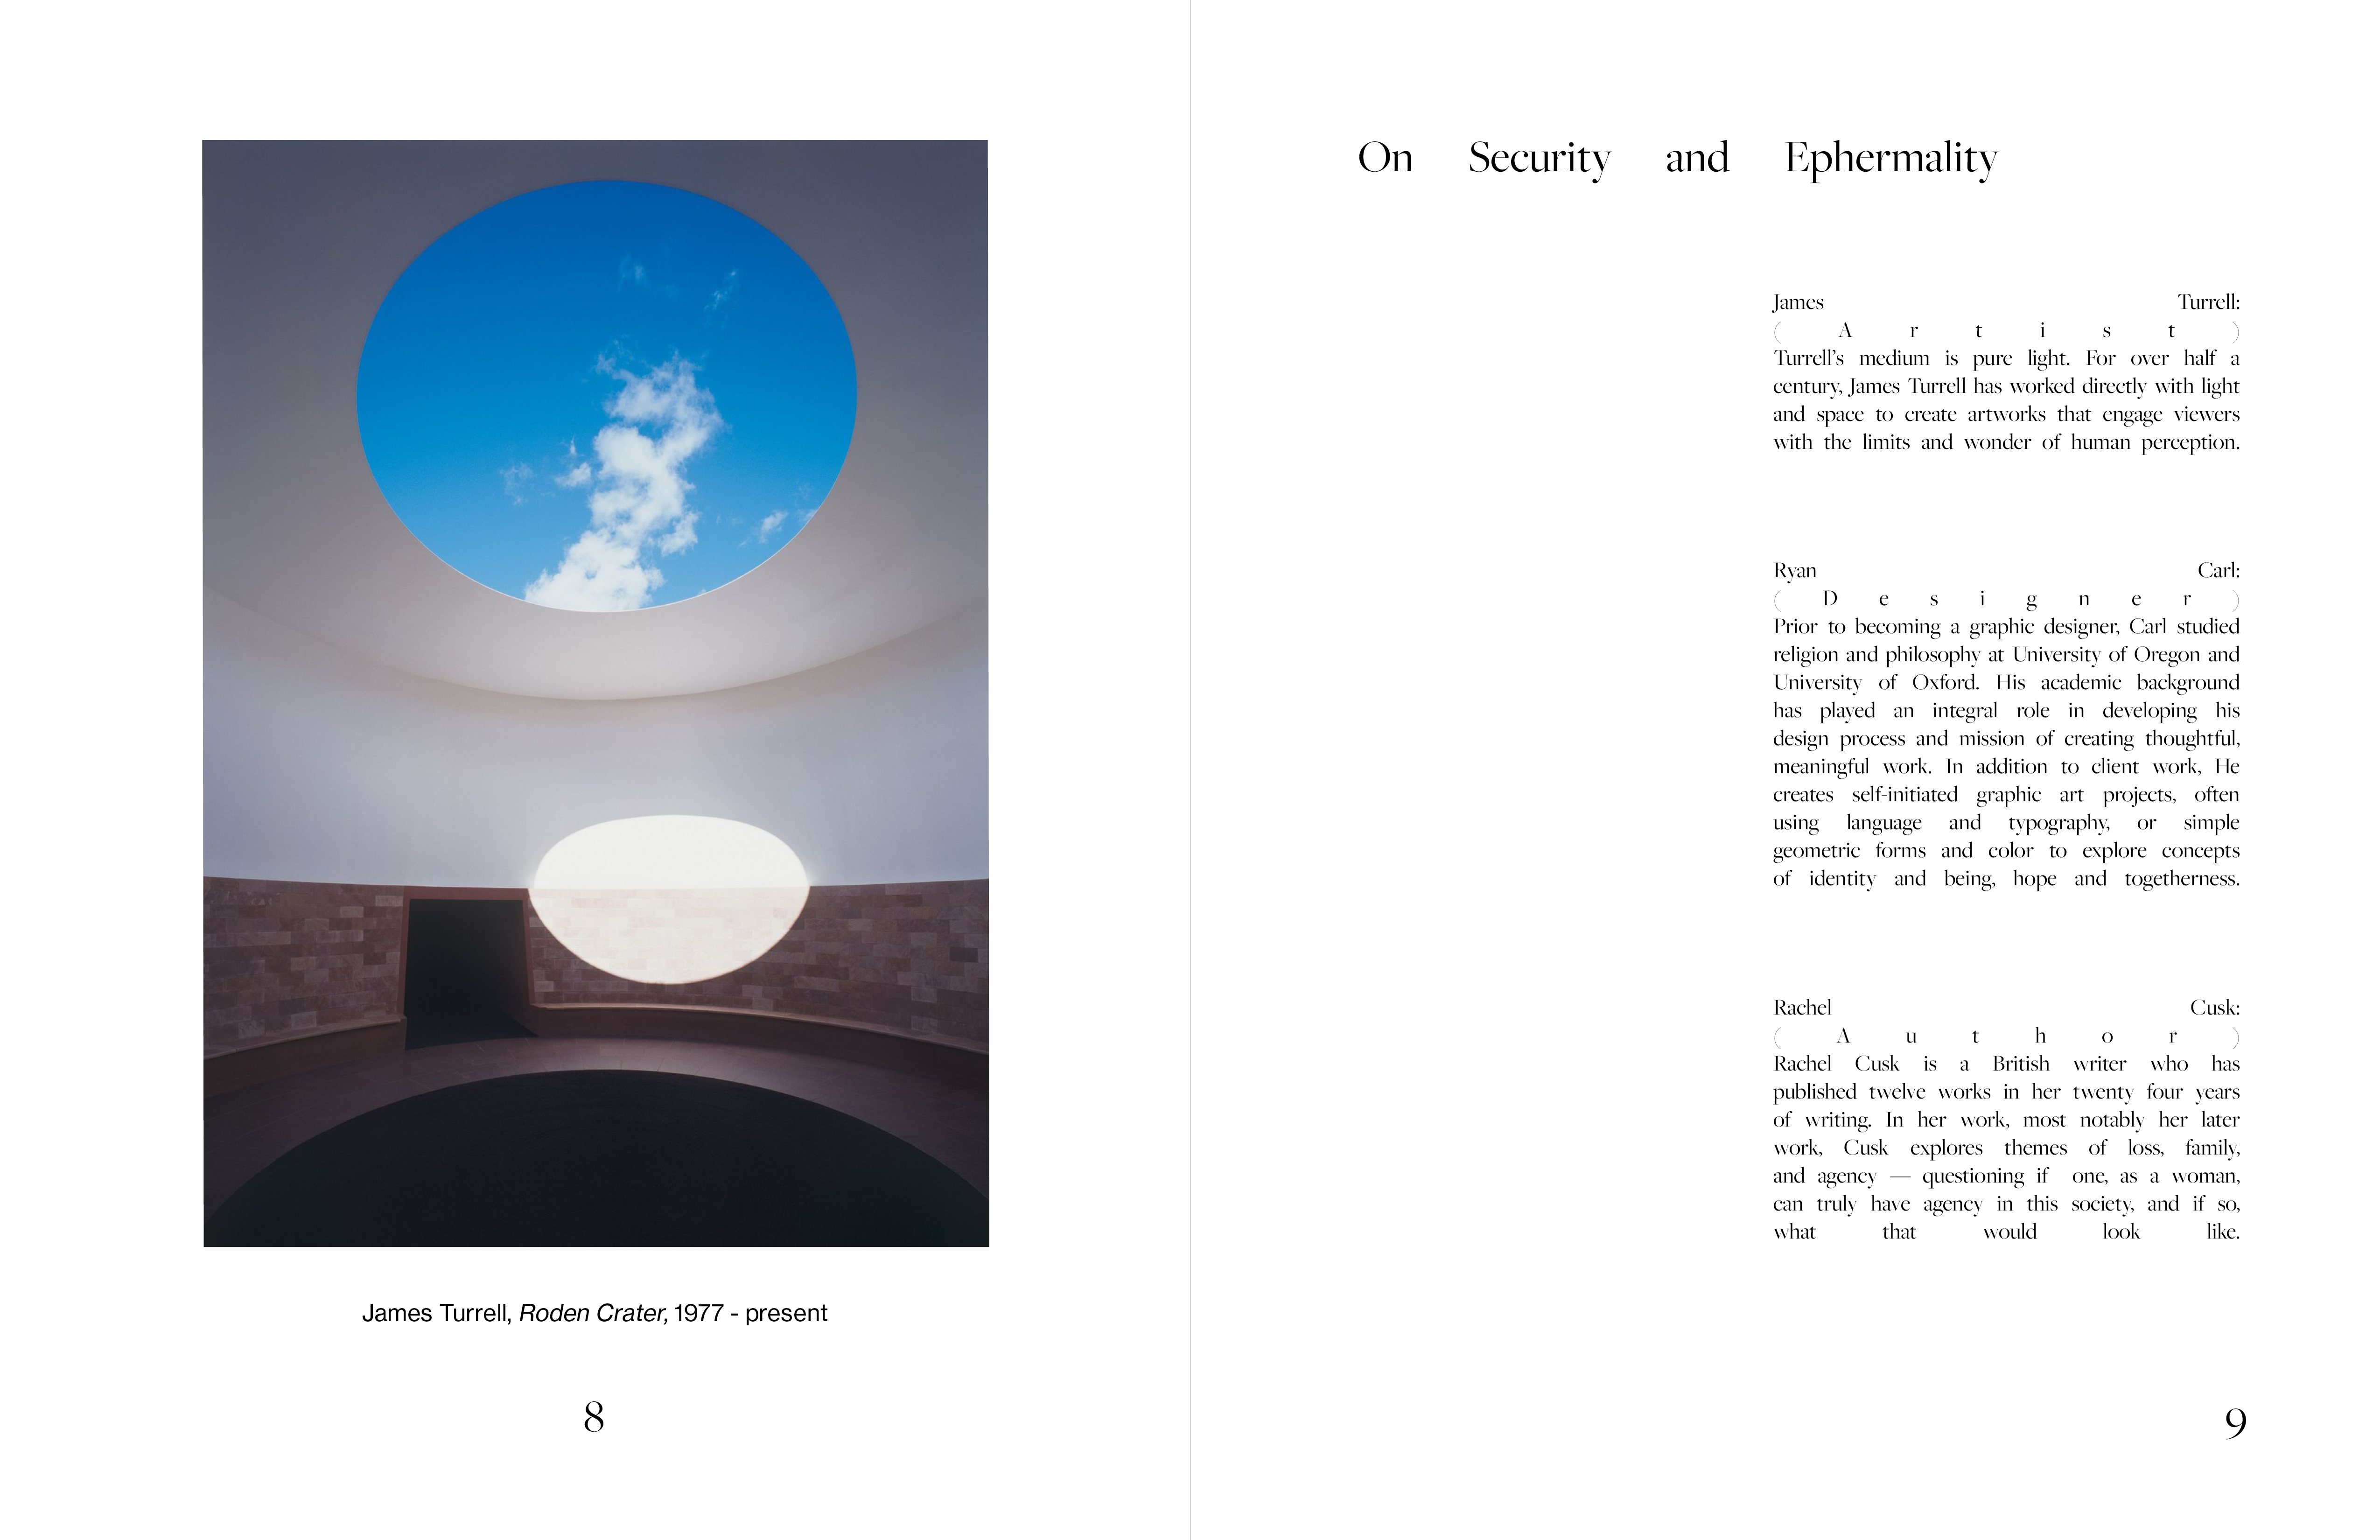 James Turrell, Roden Crater, 1977 - present
8
On Security and Ephermality
James Turrell:
( A r t i s t )
Turrell’s medium is pure light. For over half a
century, James Turrell has worked directly with light
and space to create artworks that engage viewers
with the limits and wonder of human perception.
Ryan Carl:
( D e s i g n e r )
Prior to becoming a graphic designer, Carl studied
religion and philosophy at University of Oregon and
University of Oxford. His academic background
has played an integral role in developing his
design process and mission of creating thoughtful,
meaningful work. In addition to client work, He
creates self-initiated graphic art projects, often
using language and typography, or simple
geometric forms and color to explore concepts
of identity and being, hope and togetherness.
Rachel Cusk:
( A u t h o r )
Rachel Cusk is a British writer who has
published twelve works in her twenty four years
of writing. In her work, most notably her later
work, Cusk explores themes of loss, family,
and agency — questioning if one, as a woman,
can truly have agency in this society, and if so,
what that would look like.
9